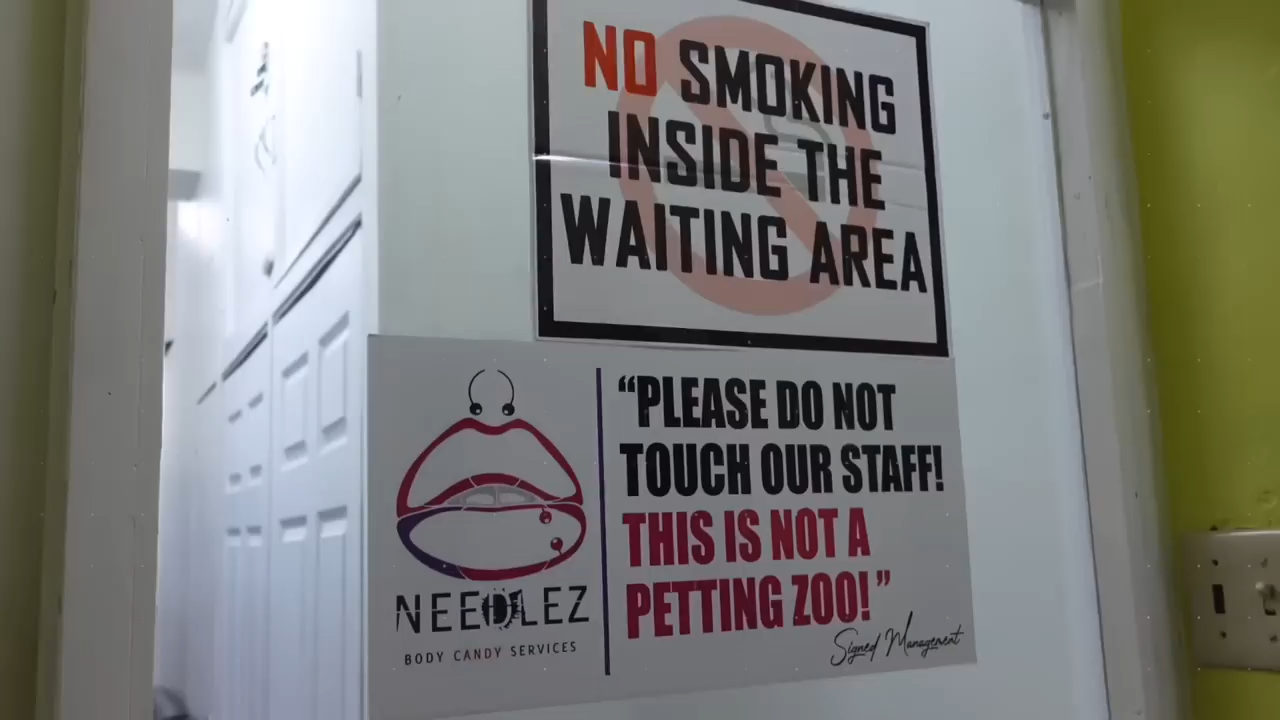 NO SMOKING
INSIDE THE
WAITING AREA
NEEDLEZ
BODY CANDY SERVICES
“PLEASE DO NOT
TOUCH OUR STAFF!
THIS IS NOT A
PETTING ZOO!”
Signed Management